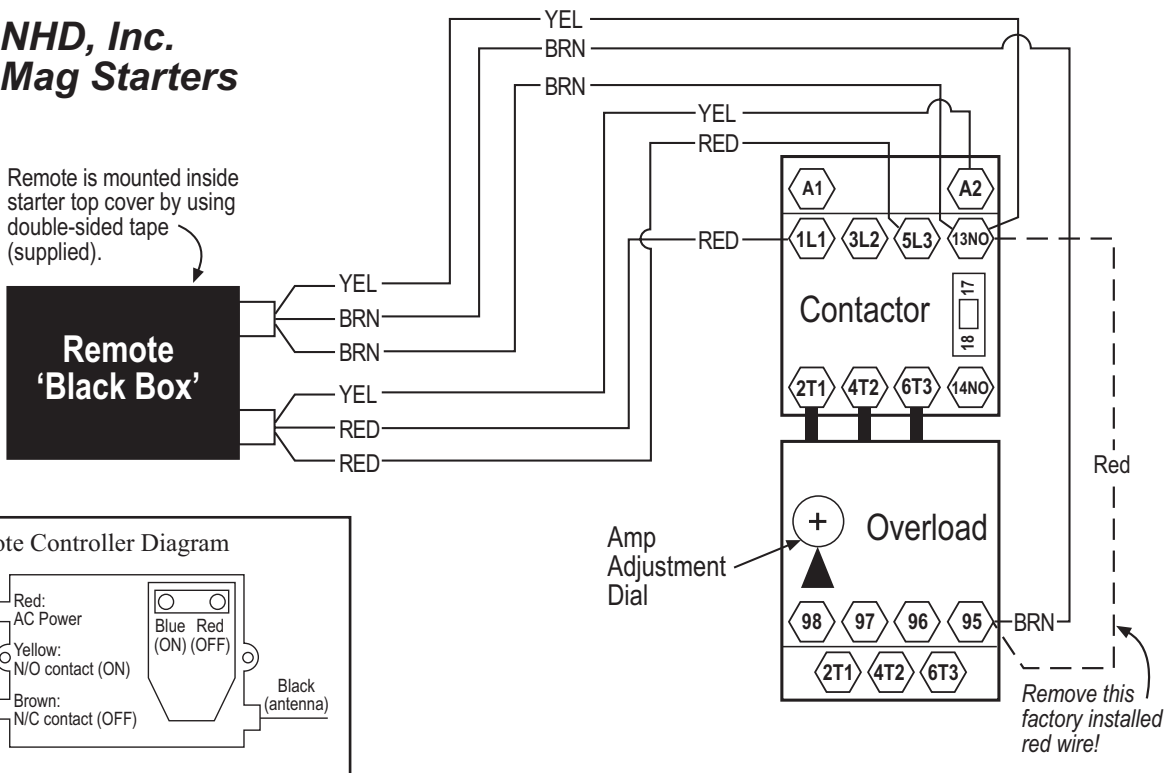 NHD, Inc.
Mag Starters
Remote is mounted inside
starter top cover by using
double-sided tape
(supplied).
Remote
'Black Box'
YEL
BRN
BRN
YEL
RED
RED
YEL
BRN
BRN
YEL
RED
RED
A1
A2
1L1
3L2
5L3
13NO
Contactor
17
18
2T1
4T2
6T3
14NO
Red
Overload
+
Amp
Adjustment
Dial
98
97
96
95
BRN
2T1
4T2
6T3
Remove this
factory installed
red wire!
Controller Diagram
Red:
AC Power
Yellow:
N/O contact (ON)
Brown:
N/C contact (OFF)
Blue Red
(ON) (OFF)
Black
(antenna)